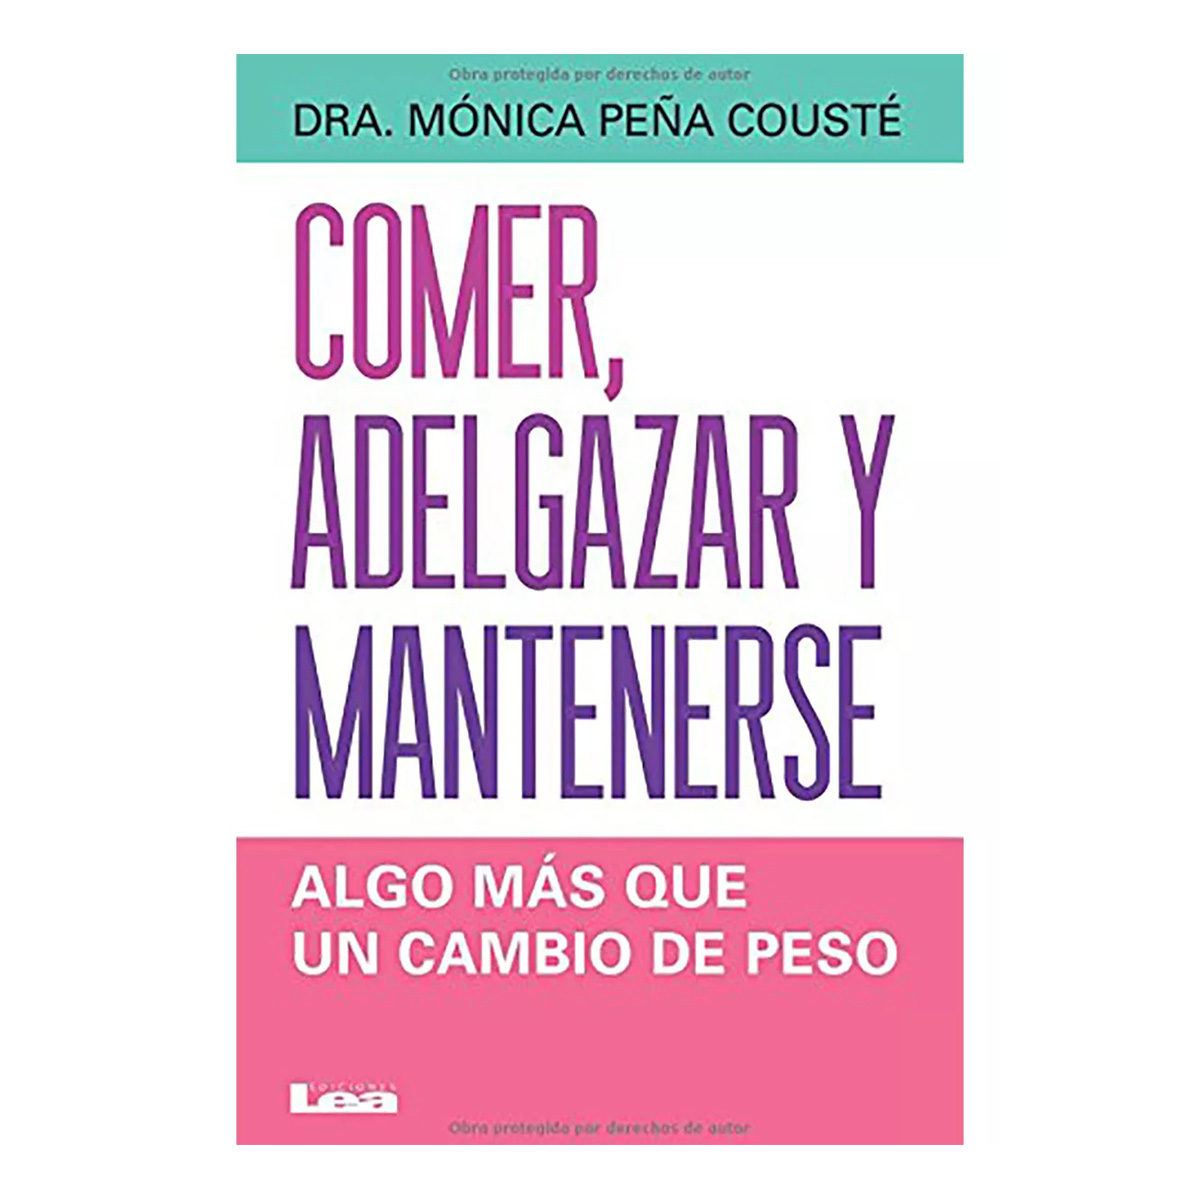 Obra protegida por derechos de autor
DRA. MÓNICA PEÑA COUSTÉ
COMER,
ADELGAZAR Y
MANTENERSE
ALGO MÁS QUE
UN CAMBIO DE PESO
EDICIONES
Lea
Obra protegida por derechos de autor